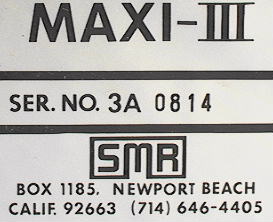 MAXI-III
SER. NO. 3A 0814
SMR
BOX 1185, NEWPORT BEACH
CALIF. 92663 (714) 646-4405